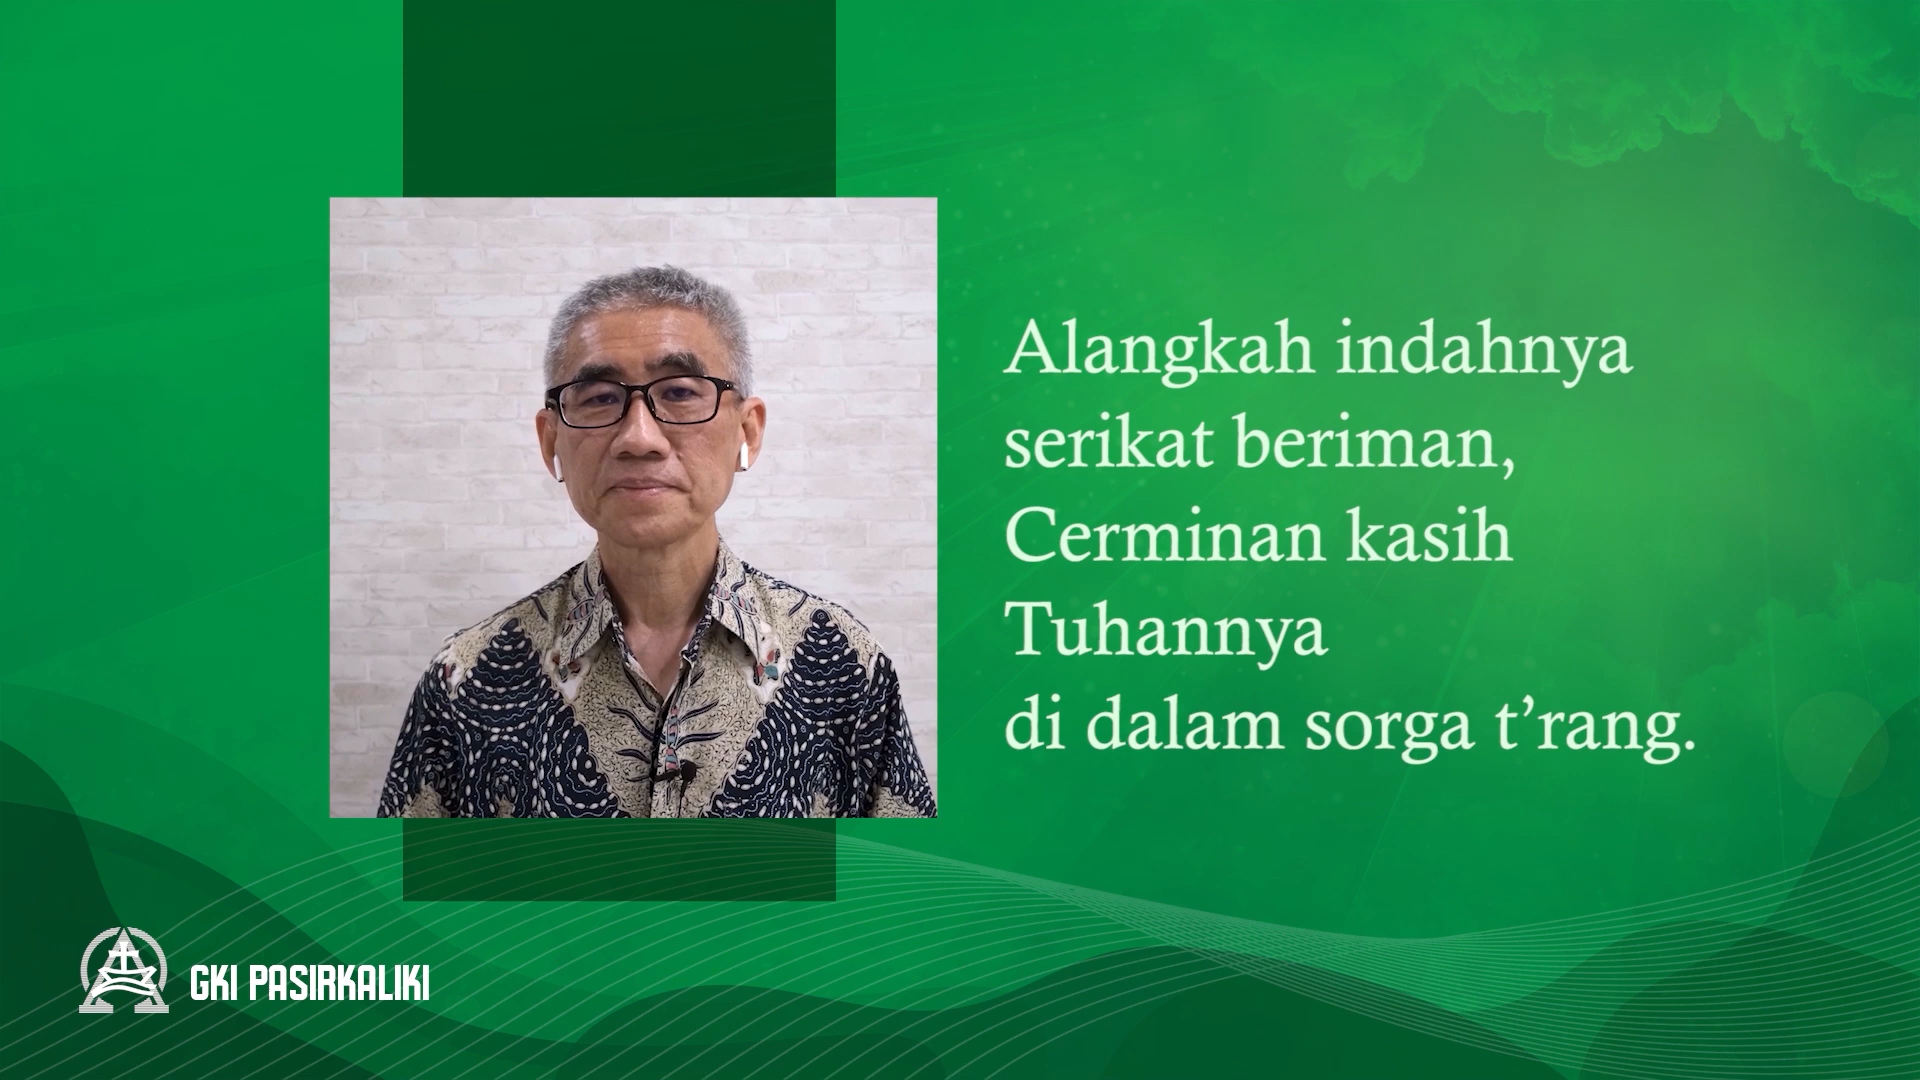 Alangkah indahnya
serikat beriman,
Cerminan kasih
Tuhannya
di dalam sorga t’rang.
GKI PASIRKALIKI